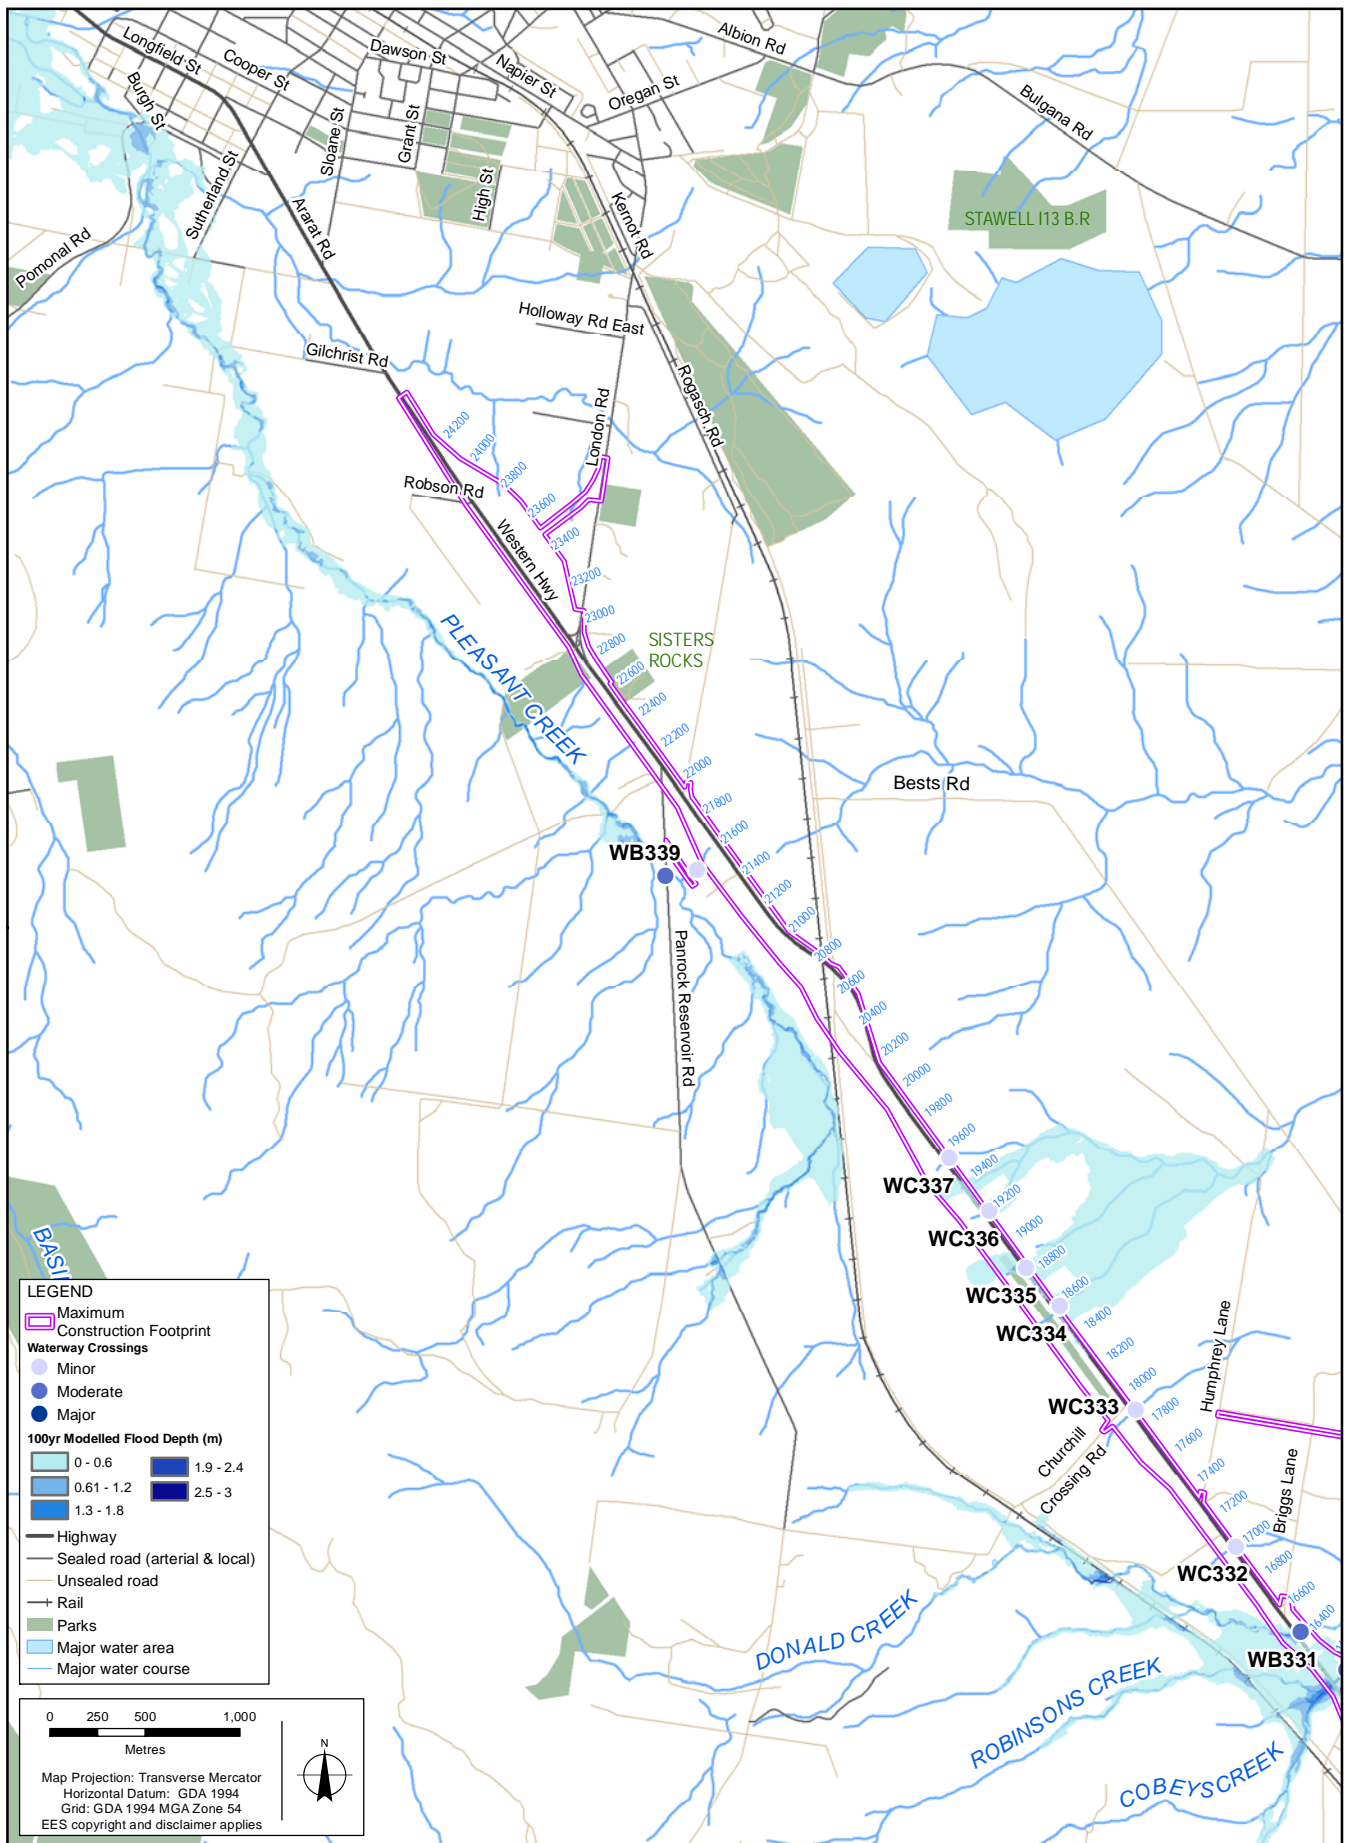 Longfield St
Cooper St
Dawson St
Napier St
Albion Rd
Oregan St
Burgh St
Sloane St
Grant St
High St
Sutherland St
Bulgana Rd
Pomonal Rd
Ararat Rd
Kernot Rd
STAWELL I13 B.R
Holloway Rd East
Gilchrist Rd
Rogasch Rd
London Rd
24200
24000
23800
Robson Rd
23600
Western Hwy
23400
23200
23000
PLEASANT CREEK
SISTERS
ROCKS
22800
22600
22400
22200
22000
Bests Rd
21800
21600
WB339
21400
21200
21000
Panrock Reservoir Rd
20800
20600
20400
20200
20000
19800
19600
19400
WC337
19200
WC336
19000
18800
WC335
18600
WC334
18400
18200
Humphrey Lane
18000
WC333
17800
17600
Churchill
Crossing Rd
17400
17200
Briggs Lane
17000
WC332
16800
16600
16400
WB331
DONALD CREEK
ROBINSONS CREEK
COBEYS CREEK
BASI
LEGEND
Maximum
Construction Footprint
Waterway Crossings
Minor
Moderate
Major
100yr Modelled Flood Depth (m)
0 - 0.6
0.61 - 1.2
1.3 - 1.8
1.9 - 2.4
2.5 - 3
Highway
Sealed road (arterial & local)
Unsealed road
Rail
Parks
Major water area
Major water course
0 250 500 1,000
Metres
N
Map Projection: Transverse Mercator
Horizontal Datum: GDA 1994
Grid: GDA 1994 MGA Zone 54
EES copyright and disclaimer applies